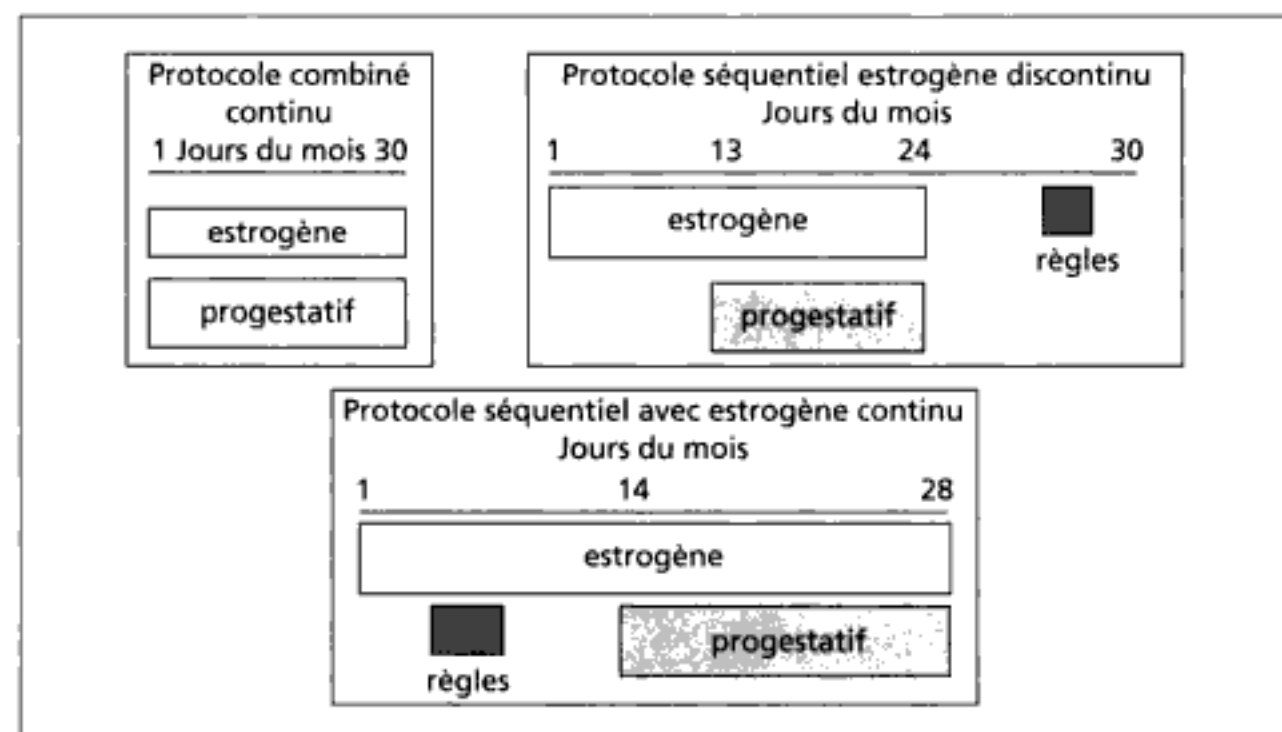 Protocole combiné
continu
1 Jours du mois 30
estrogène
progestatif
Protocole séquentiel estrogène discontinu
Jours du mois
1 13 24 30
estrogène
règles
progestatif
Protocole séquentiel avec estrogène continu
Jours du mois
1 14 28
estrogène
progestatif
règles